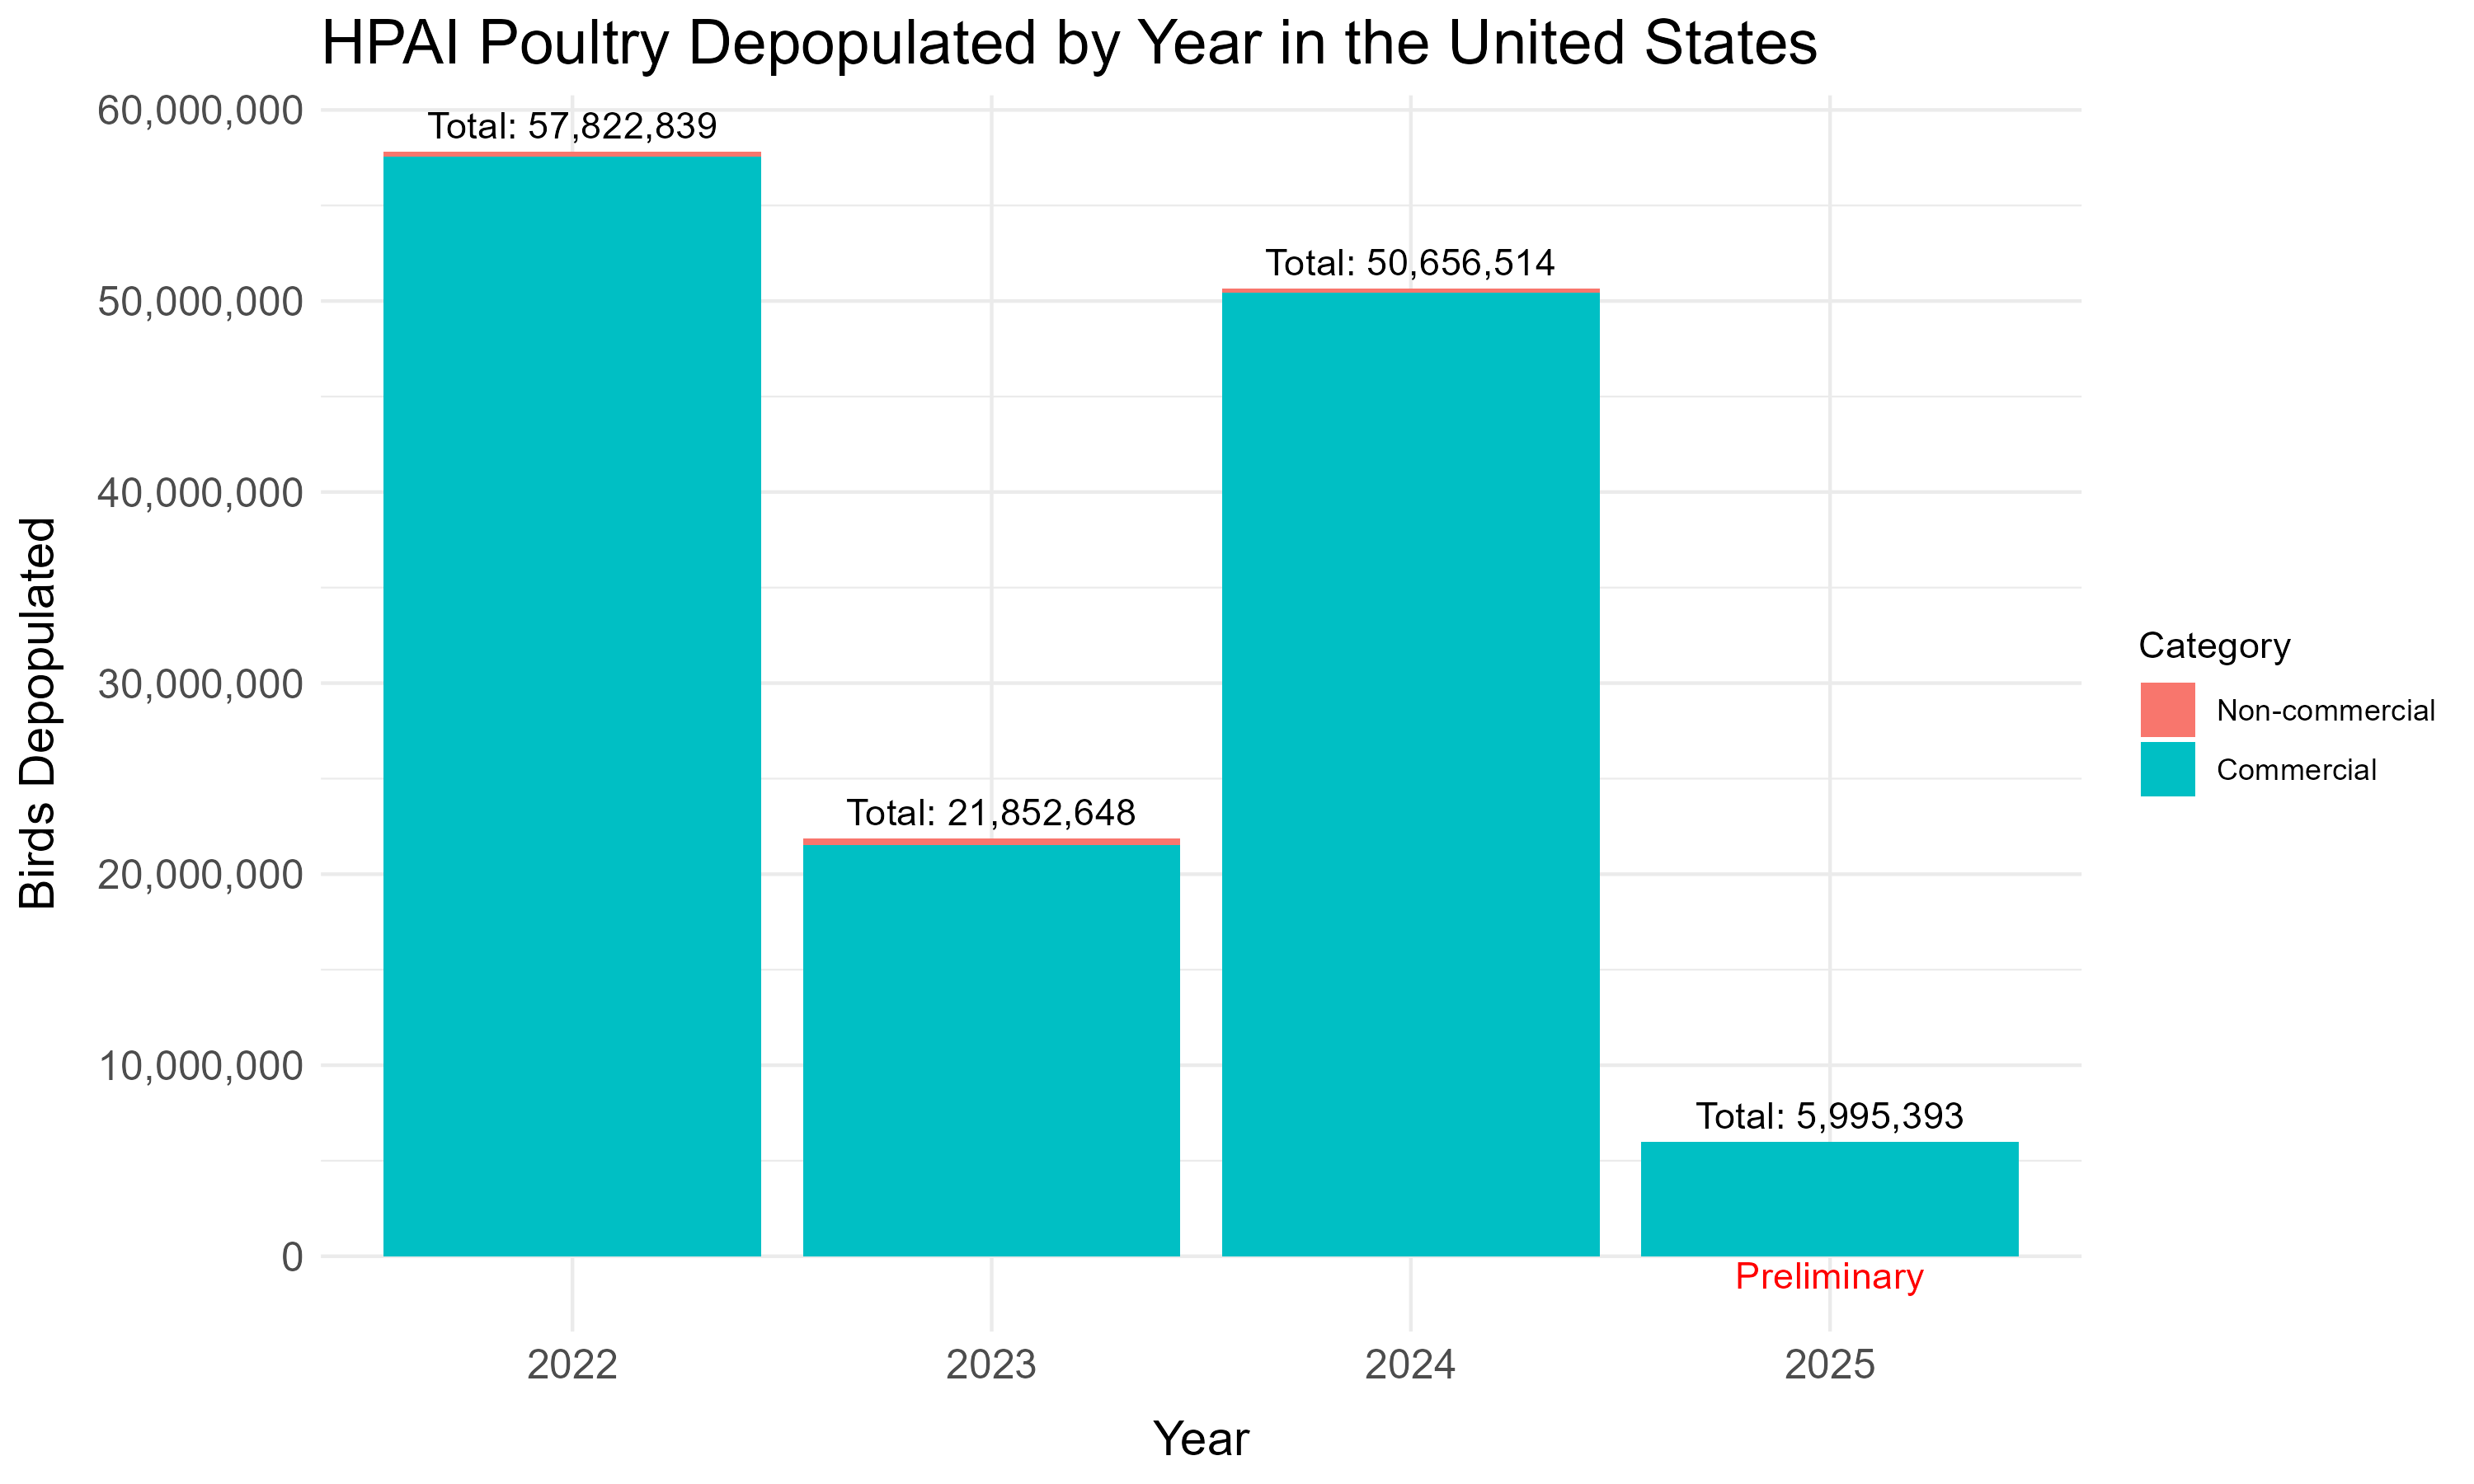 HPAI Poultry Depopulated by Year in the United States
60,000,000
50,000,000
40,000,000
30,000,000
20,000,000
10,000,000
0
Birds Depopulated
Total: 57,822,839
Total: 21,852,648
Total: 50,656,514
Total: 5,995,393
Preliminary
2022
2023
2024
2025
Year
Category
Non-commercial
Commercial